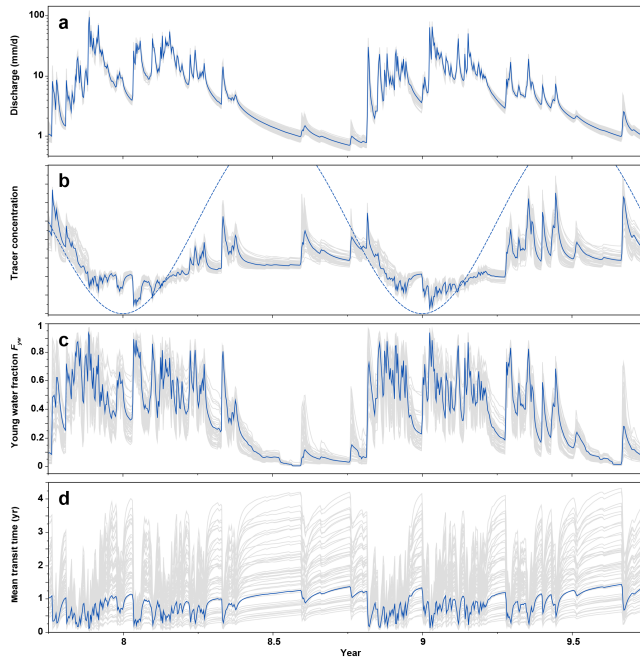 a
Discharge (mm/d)
100
10
1
b
Tracer concentration
c
Young water fraction Fyw
1
0.8
0.6
0.4
0.2
0
d
Mean transit time (yr)
4
3
2
1
0
8
8.5
9
9.5
Year